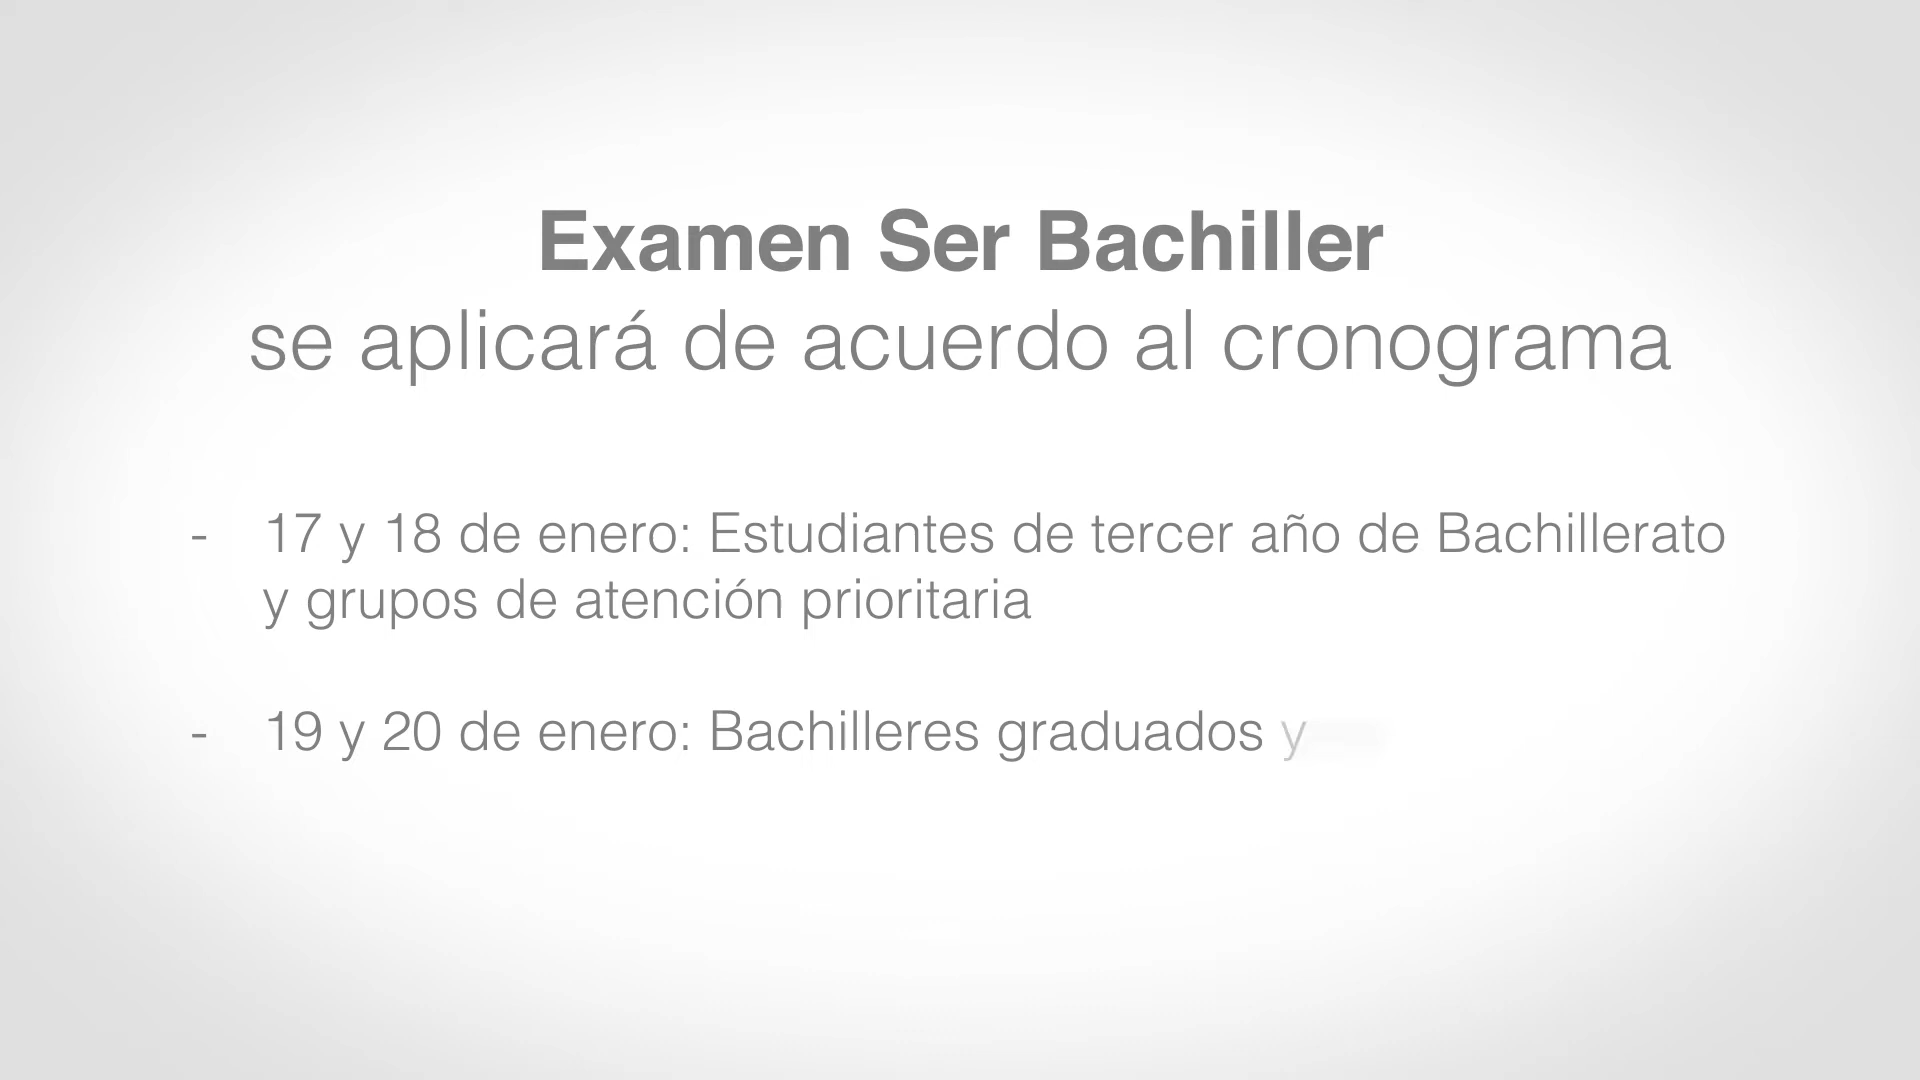 Examen Ser Bachiller
se aplicará de acuerdo al cronograma
- 17 y 18 de enero: Estudiantes de tercer año de Bachillerato
y grupos de atención prioritaria
- 19 y 20 de enero: Bachilleres graduados y